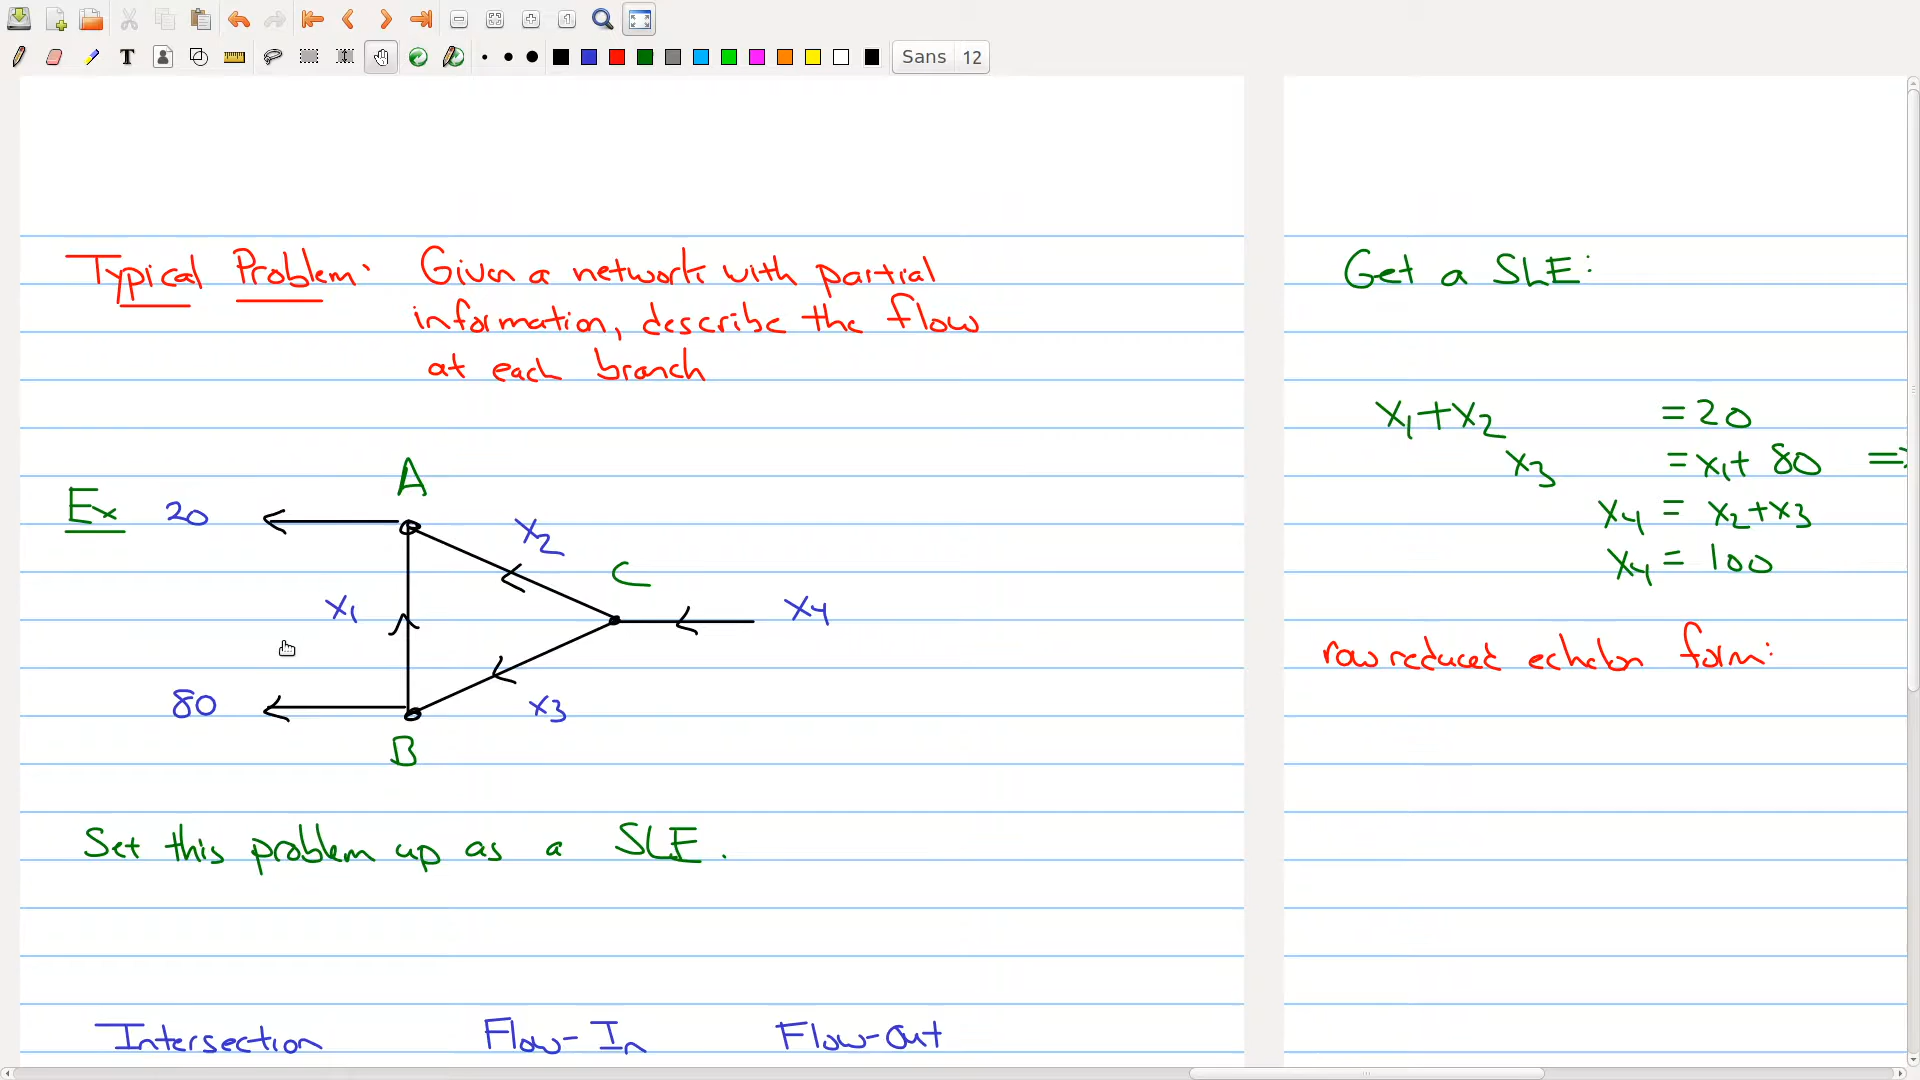 Sans 12
Typical Problem: Given a network with partial
information, describe the flow
at each branch
Ex
A
20
x2
C
x1
x4
80
x3
B
Set this problem up as a SLE.
Intersection Flow-In Flow-Out
Get a SLE:
x1+x2 = 20
x3 = x1+ 80 =>
x4 = x2+x3
x4 = 100
row reduced echelon form: